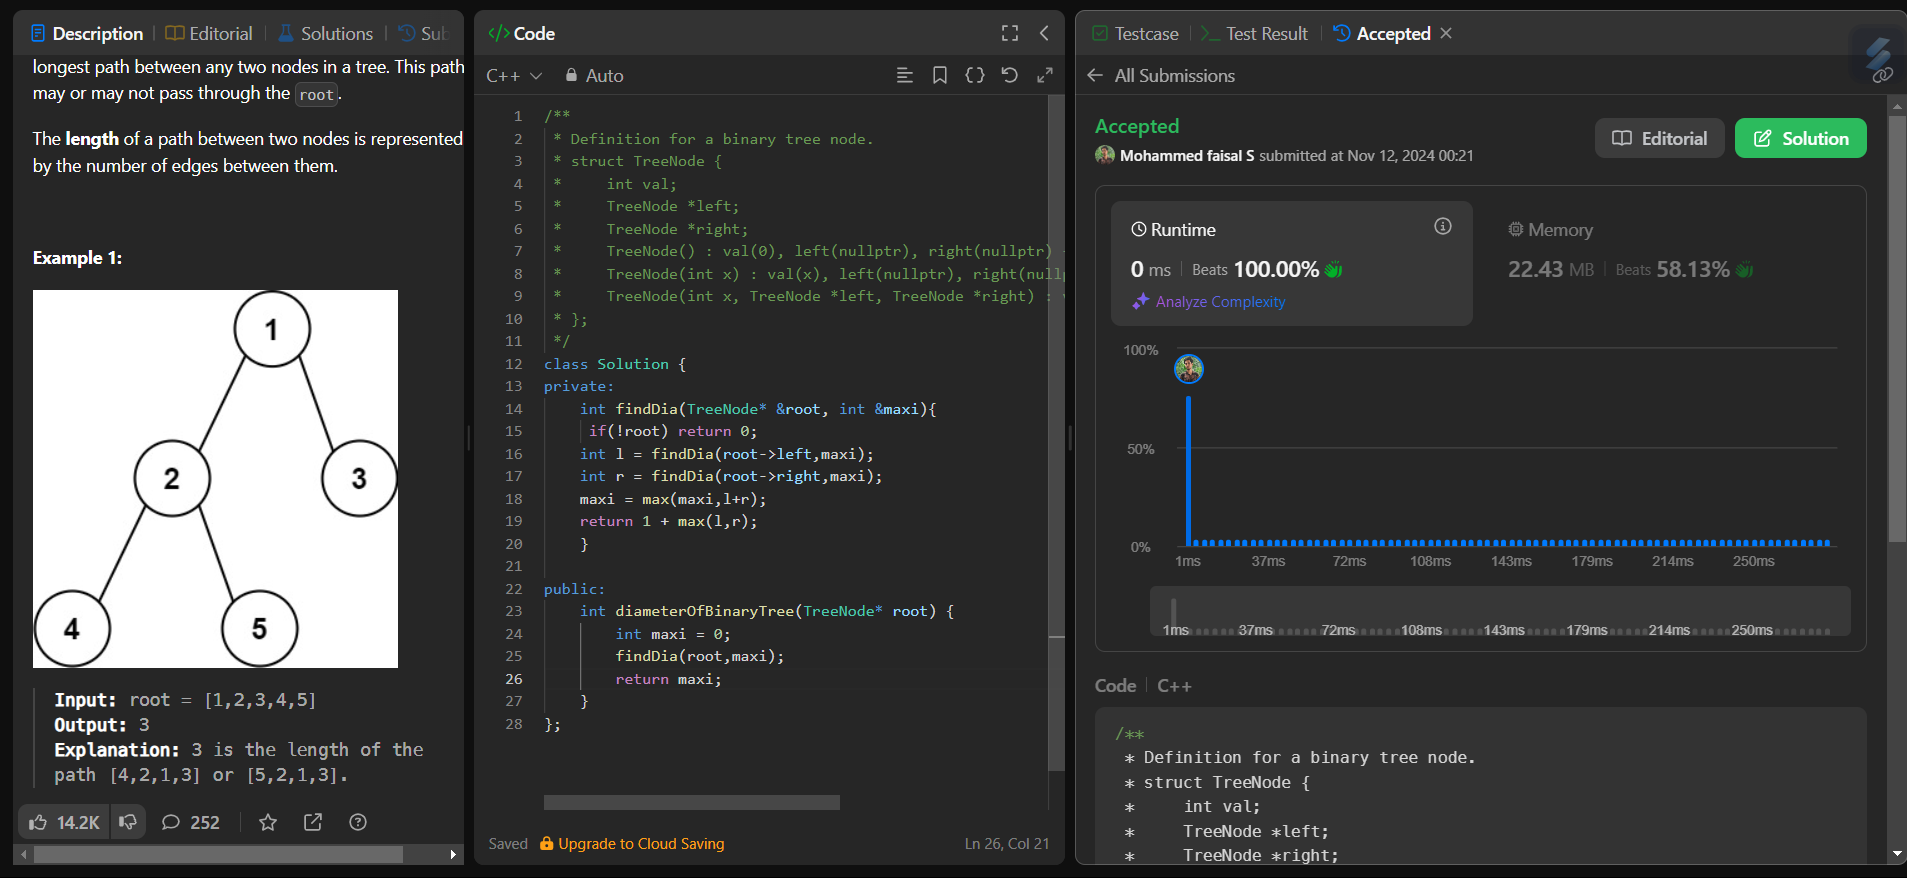 Description
Editorial
Solutions
Sub
longest path between any two nodes in a tree. This path
may or may not pass through the root.
The length of a path between two nodes is represented
by the number of edges between them.
Example 1:
1
2
3
4
5
Input: root = [1,2,3,4,5]
Output: 3
Explanation: 3 is the length of the
path [4,2,1,3] or [5,2,1,3].
14.2K
252
</> Code
C++
Auto
1 /**
2 * Definition for a binary tree node.
3 * struct TreeNode {
4 * int val;
5 * TreeNode *left;
6 * TreeNode *right;
7 * TreeNode() : val(0), left(nullptr), right(nullptr)
8 * TreeNode(int x) : val(x), left(nullptr), right(null
9 * TreeNode(int x, TreeNode *left, TreeNode *right) :
10 * };
11 */
12 class Solution {
13 private:
14 int findDia(TreeNode* &root, int &maxi){
15 if(!root) return 0;
16 int l = findDia(root->left,maxi);
17 int r = findDia(root->right,maxi);
18 maxi = max(maxi,l+r);
19 return 1 + max(l,r);
20 }
21
22 public:
23 int diameterOfBinaryTree(TreeNode* root) {
24 int maxi = 0;
25 findDia(root,maxi);
26 return maxi;
27 }
28 };
Saved
Upgrade to Cloud Saving
Ln 26, Col 21
Testcase
Test Result
Accepted
All Submissions
Accepted
Mohammed faisal S submitted at Nov 12, 2024 00:21
Editorial
Solution
Runtime
0 ms | Beats 100.00%
Analyze Complexity
Memory
22.43 MB | Beats 58.13%
100%
50%
0%
1ms 37ms 72ms 108ms 143ms 179ms 214ms 250ms
1ms 37ms 72ms 108ms 143ms 179ms 214ms 250ms
Code | C++
/**
* Definition for a binary tree node.
* struct TreeNode {
* int val;
* TreeNode *left;
* TreeNode *right;